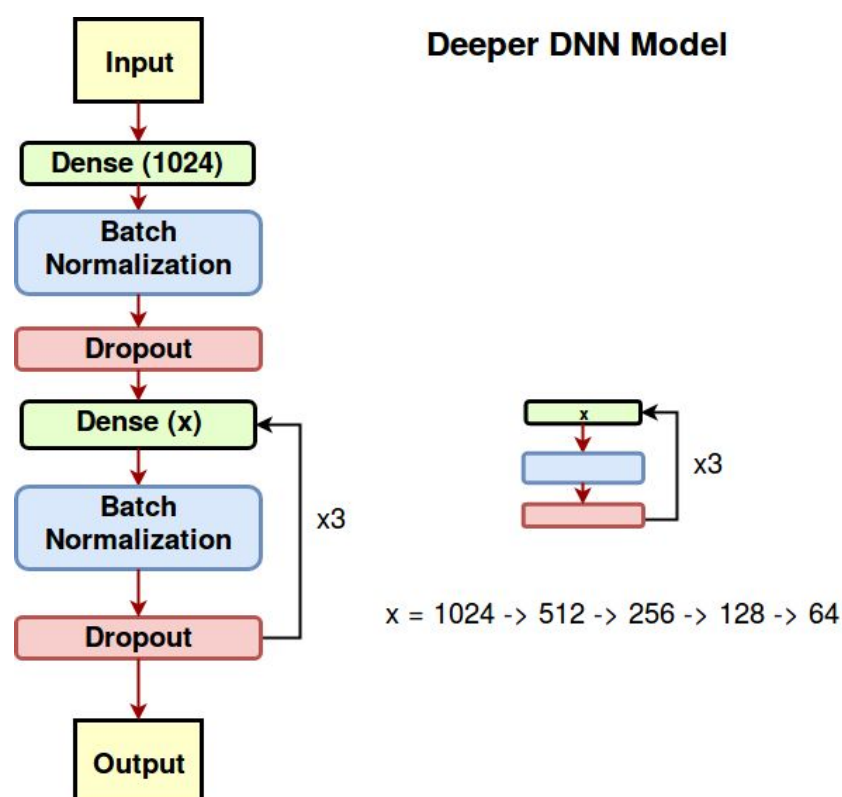 Deeper DNN Model
Input
Dense (1024)
Batch
Normalization
Dropout
Dense (x)
Batch
Normalization
x3
Dropout
Output
x
x3
x = 1024 -> 512 -> 256 -> 128 -> 64